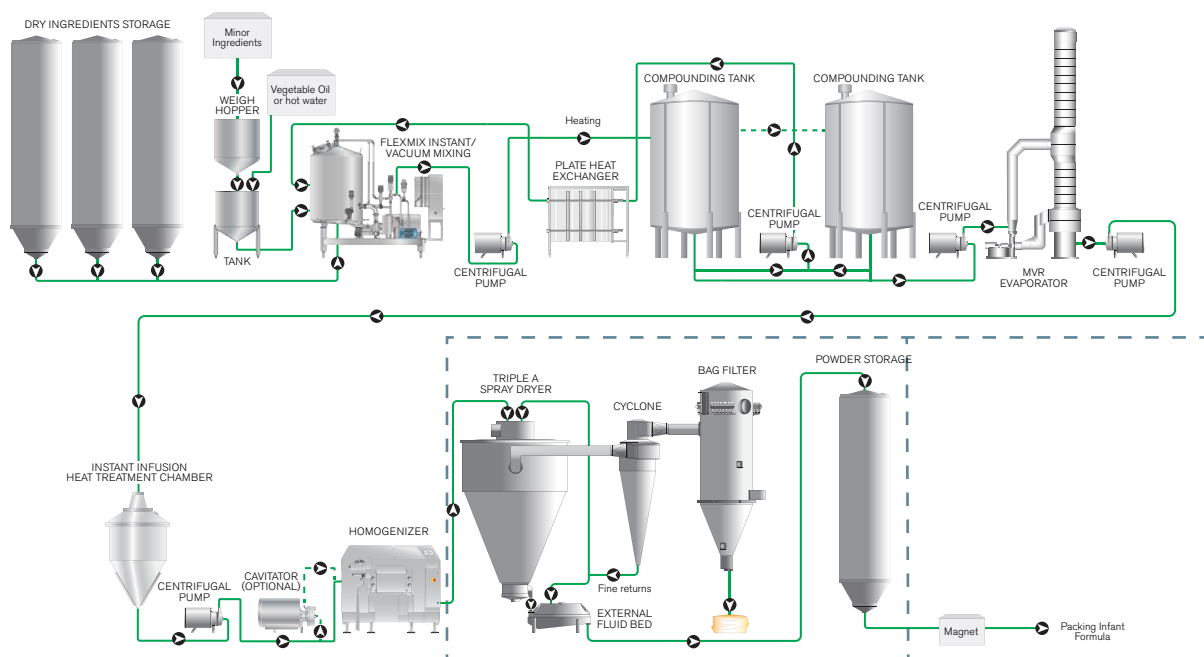 DRY INGREDIENTS STORAGE
Minor
Ingredients
WEIGH
HOPPER
Vegetable Oil
or hot water
TANK
FLEXMIX INSTANT/
VACUUM MIXING
CENTRIFUGAL
PUMP
Heating
PLATE HEAT
EXCHANGER
COMPOUNDING TANK
CENTRIFUGAL
PUMP
COMPOUNDING TANK
CENTRIFUGAL
PUMP
MVR
EVAPORATOR
CENTRIFUGAL
PUMP
INSTANT INFUSION
HEAT TREATMENT CHAMBER
CENTRIFUGAL
PUMP
CAVITATOR
(OPTIONAL)
HOMOGENIZER
TRIPLE A
SPRAY DRYER
CYCLONE
BAG FILTER
Fine returns
EXTERNAL
FLUID BED
POWDER STORAGE
Magnet
Packing Infant
Formula